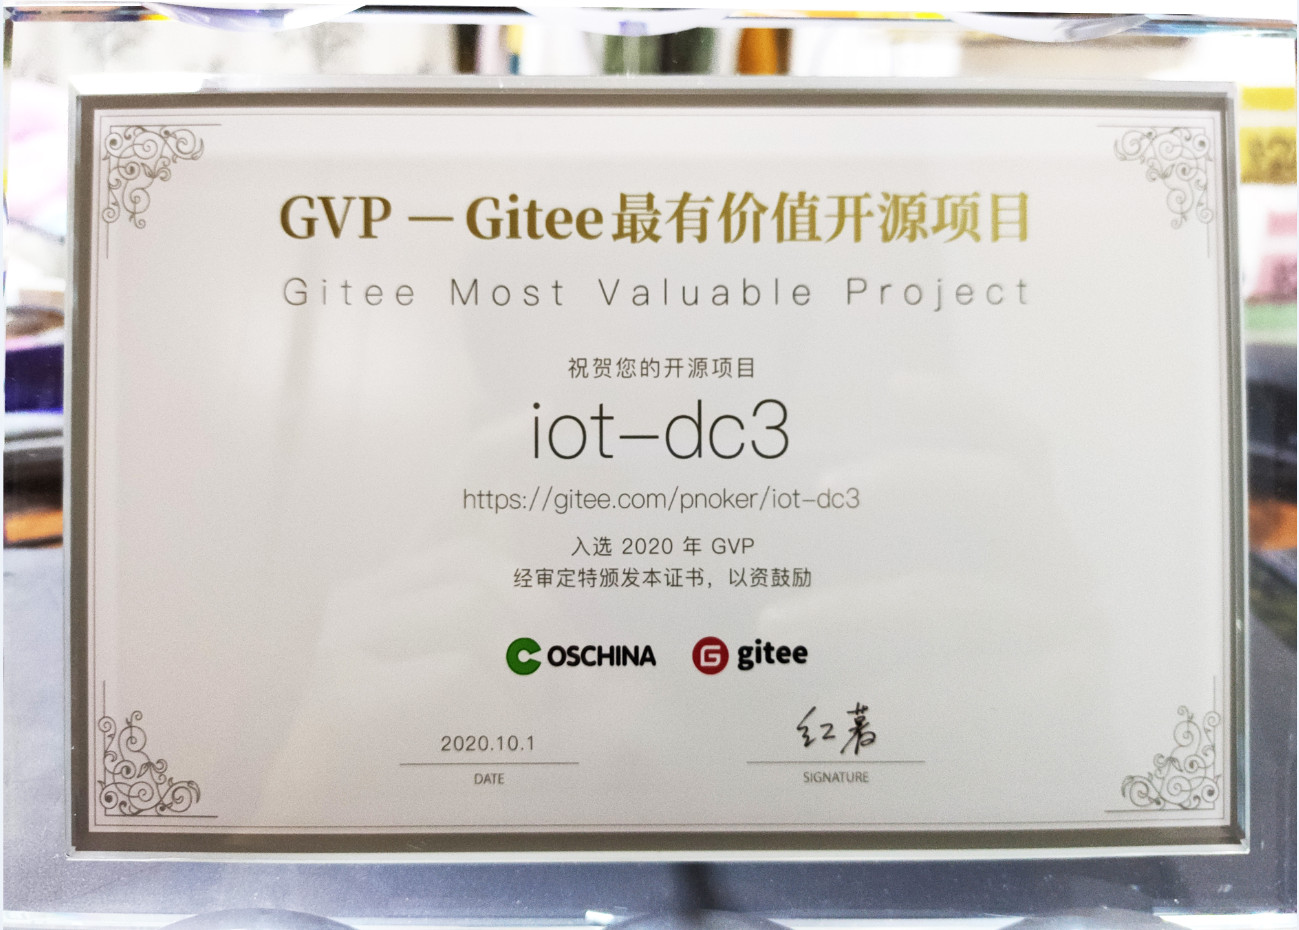 GVP — Gitee最有价值开源项目
Gitee Most Valuable Project
祝贺您的开源项目
iot-dc3
https://gitee.com/pnoker/iot-dc3
入选 2020 年 GVP
经审定特颁发本证书，以资鼓励
OSCHINA gitee
2020.10.1 红薯
DATE SIGNATURE